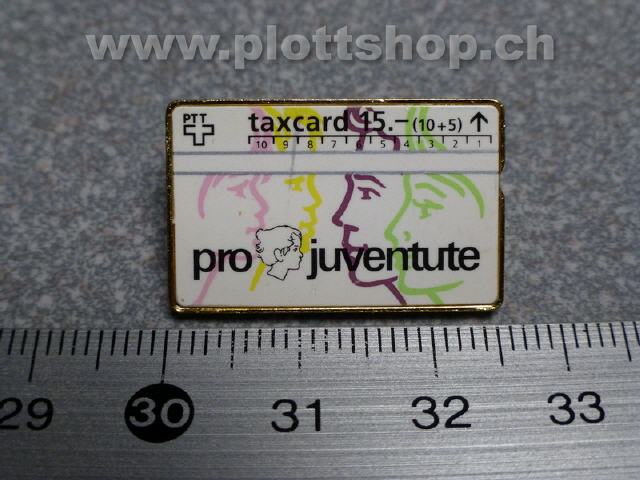 www.plottshop.ch
PTT taxcard 15.– (10+5) ↑
10 9 8 7 6 5 4 3 2 1
pro juventute
29 30 31 32 33